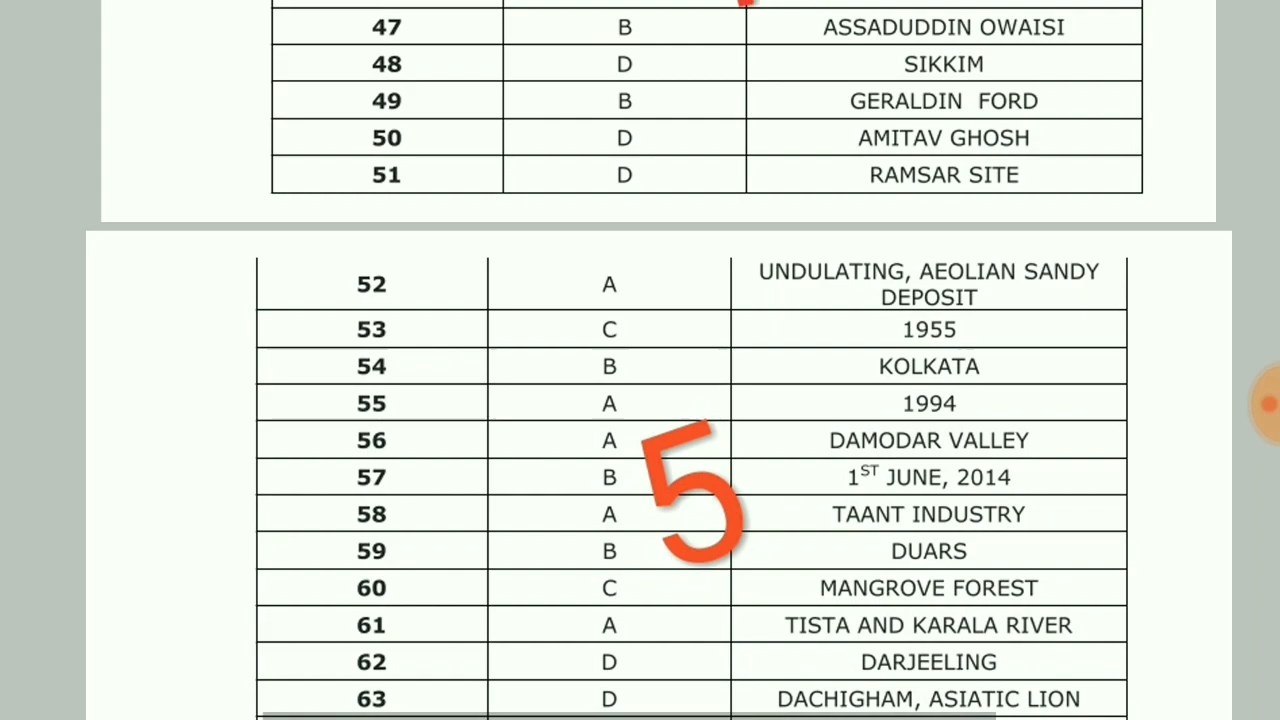 47 B ASSADUDDIN OWAISI
48 D SIKKIM
49 B GERALDIN FORD
50 D AMITAV GHOSH
51 D RAMSAR SITE
52 A UNDULATING, AEOLIAN SANDY
DEPOSIT
53 C 1955
54 B KOLKATA
55 A 1994
56 A DAMODAR VALLEY
57 B 1ST JUNE, 2014
58 A TAANT INDUSTRY
5
59 B DUARS
60 C MANGROVE FOREST
61 A TISTA AND KARALA RIVER
62 D DARJEELING
63 D DACHIGHAM, ASIATIC LION